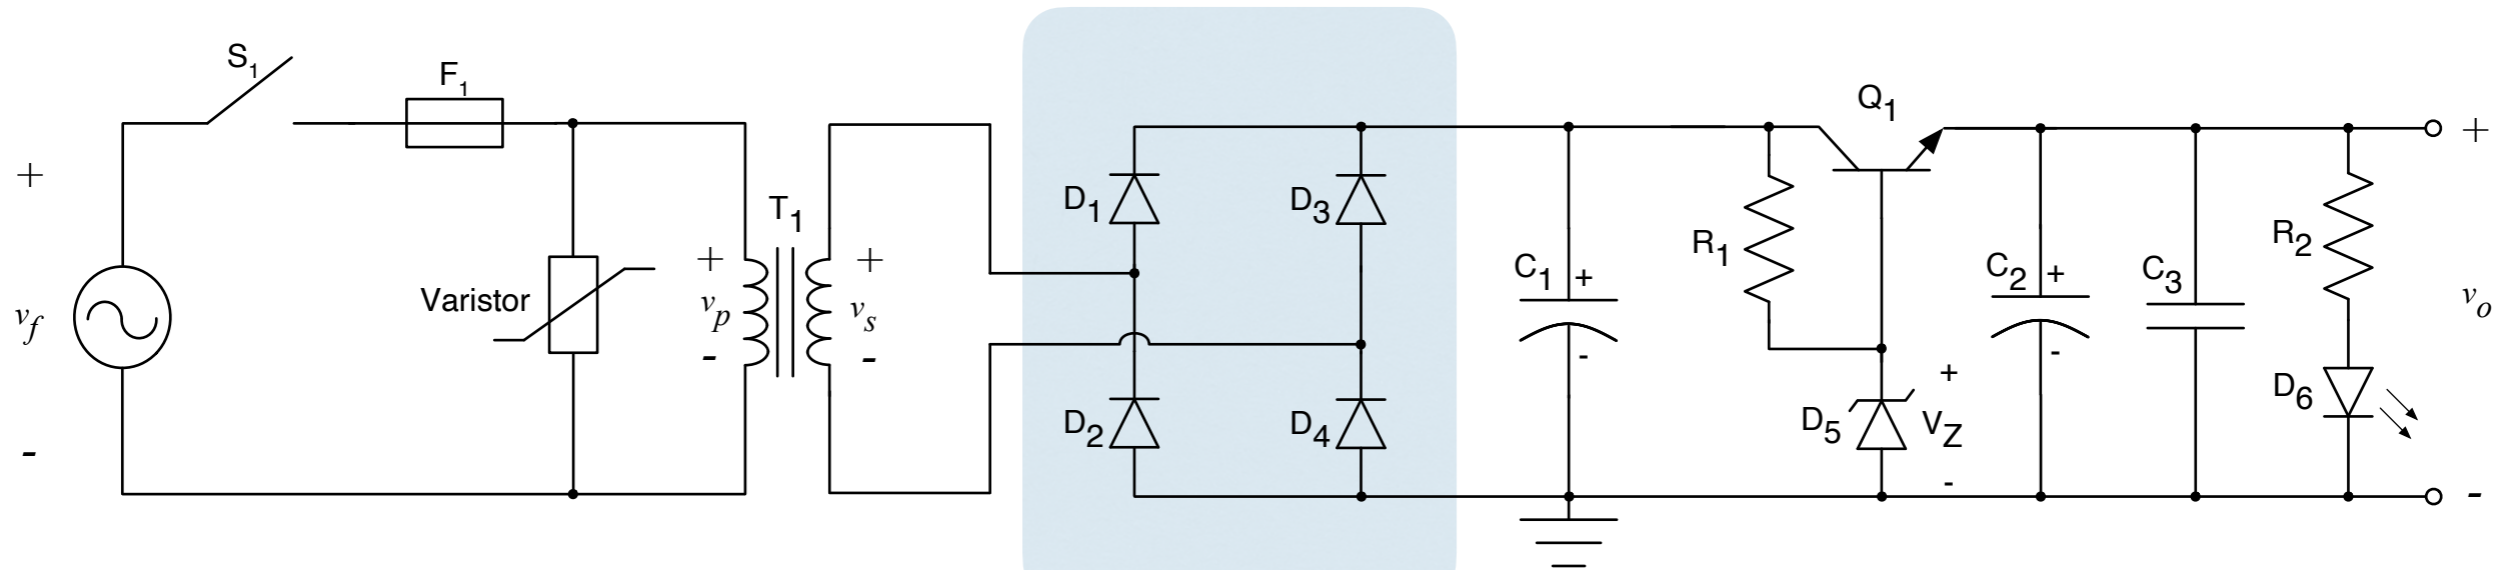 S1
F1
+
vf
-
Varistor
T1
+
vp
-
+
vs
-
D1
D3
D2
D4
C1
+
-
R1
Q1
D5
+
VZ
-
C2
+
-
C3
R2
D6
+
vo
-